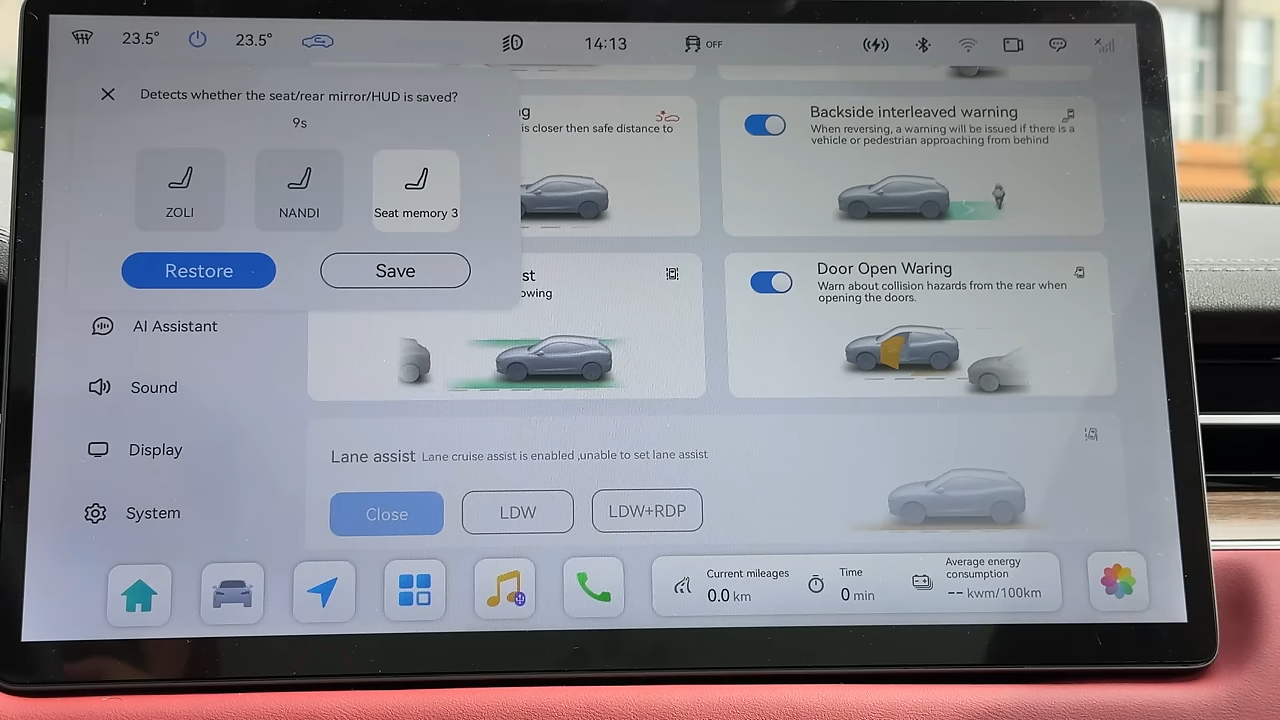 23.5°
23.5°
14:13
OFF
Detects whether the seat/rear mirror/HUD is saved?
9s
ZOLI
NANDI
Seat memory 3
Restore
Save
g
is closer then safe distance to
Backside interleaved warning
When reversing, a warning will be issued if there is a
vehicle or pedestrian approaching from behind
st
owing
Door Open Waring
Warn about collision hazards from the rear when
opening the doors.
AI Assistant
Sound
Display
System
Lane assist Lane cruise assist is enabled ,unable to set lane assist
Close
LDW
LDW+RDP
Current mileages
0.0 km
Time
0 min
Average energy
consumption
-- kwm/100km